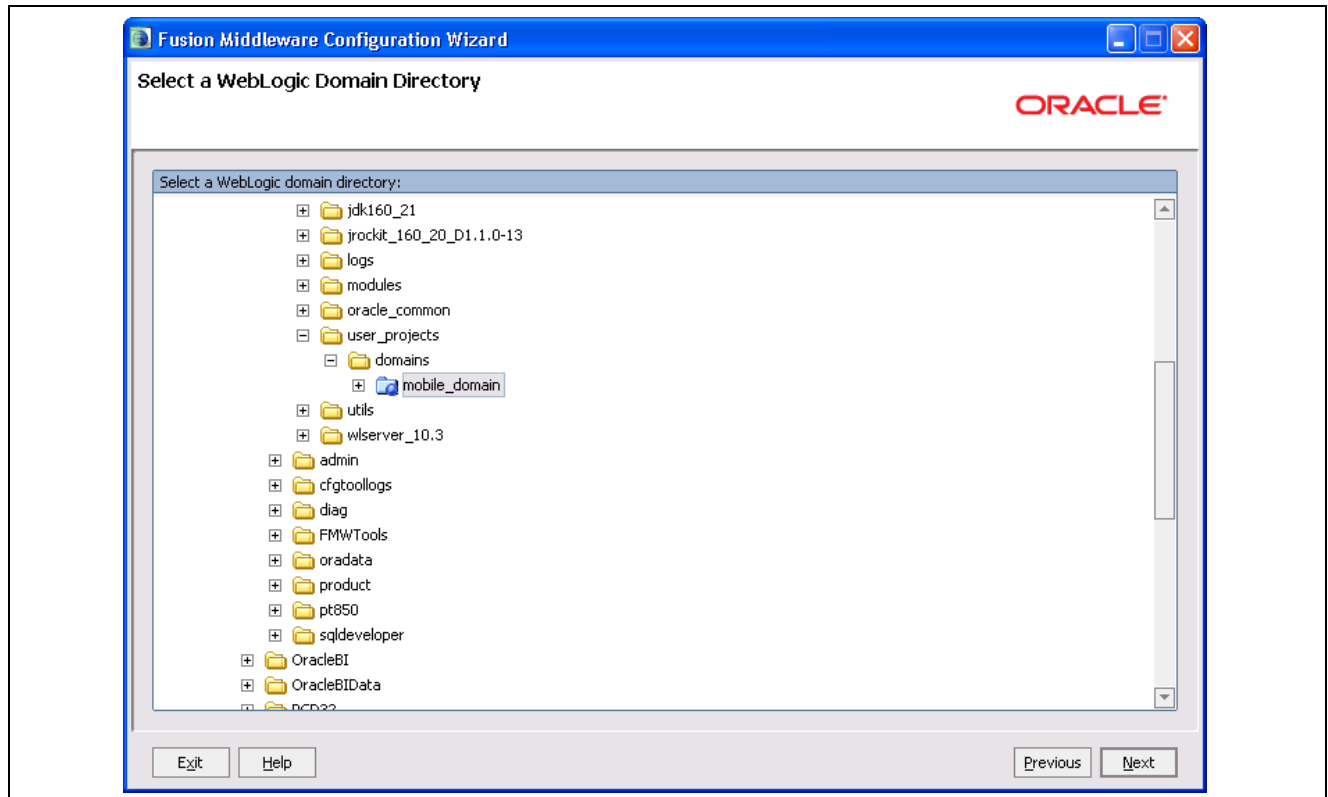 Fusion Middleware Configuration Wizard
Select a WebLogic Domain Directory
ORACLE
Select a WebLogic domain directory:
jdk160_21
jrockit_160_20_D1.1.0-13
logs
modules
oracle_common
user_projects
domains
mobile_domain
utils
wlserver_10.3
admin
cfgtoollogs
diag
FMWTools
oradata
product
pt850
sqldeveloper
OracleBI
OracleBIData
Exit Help Previous Next